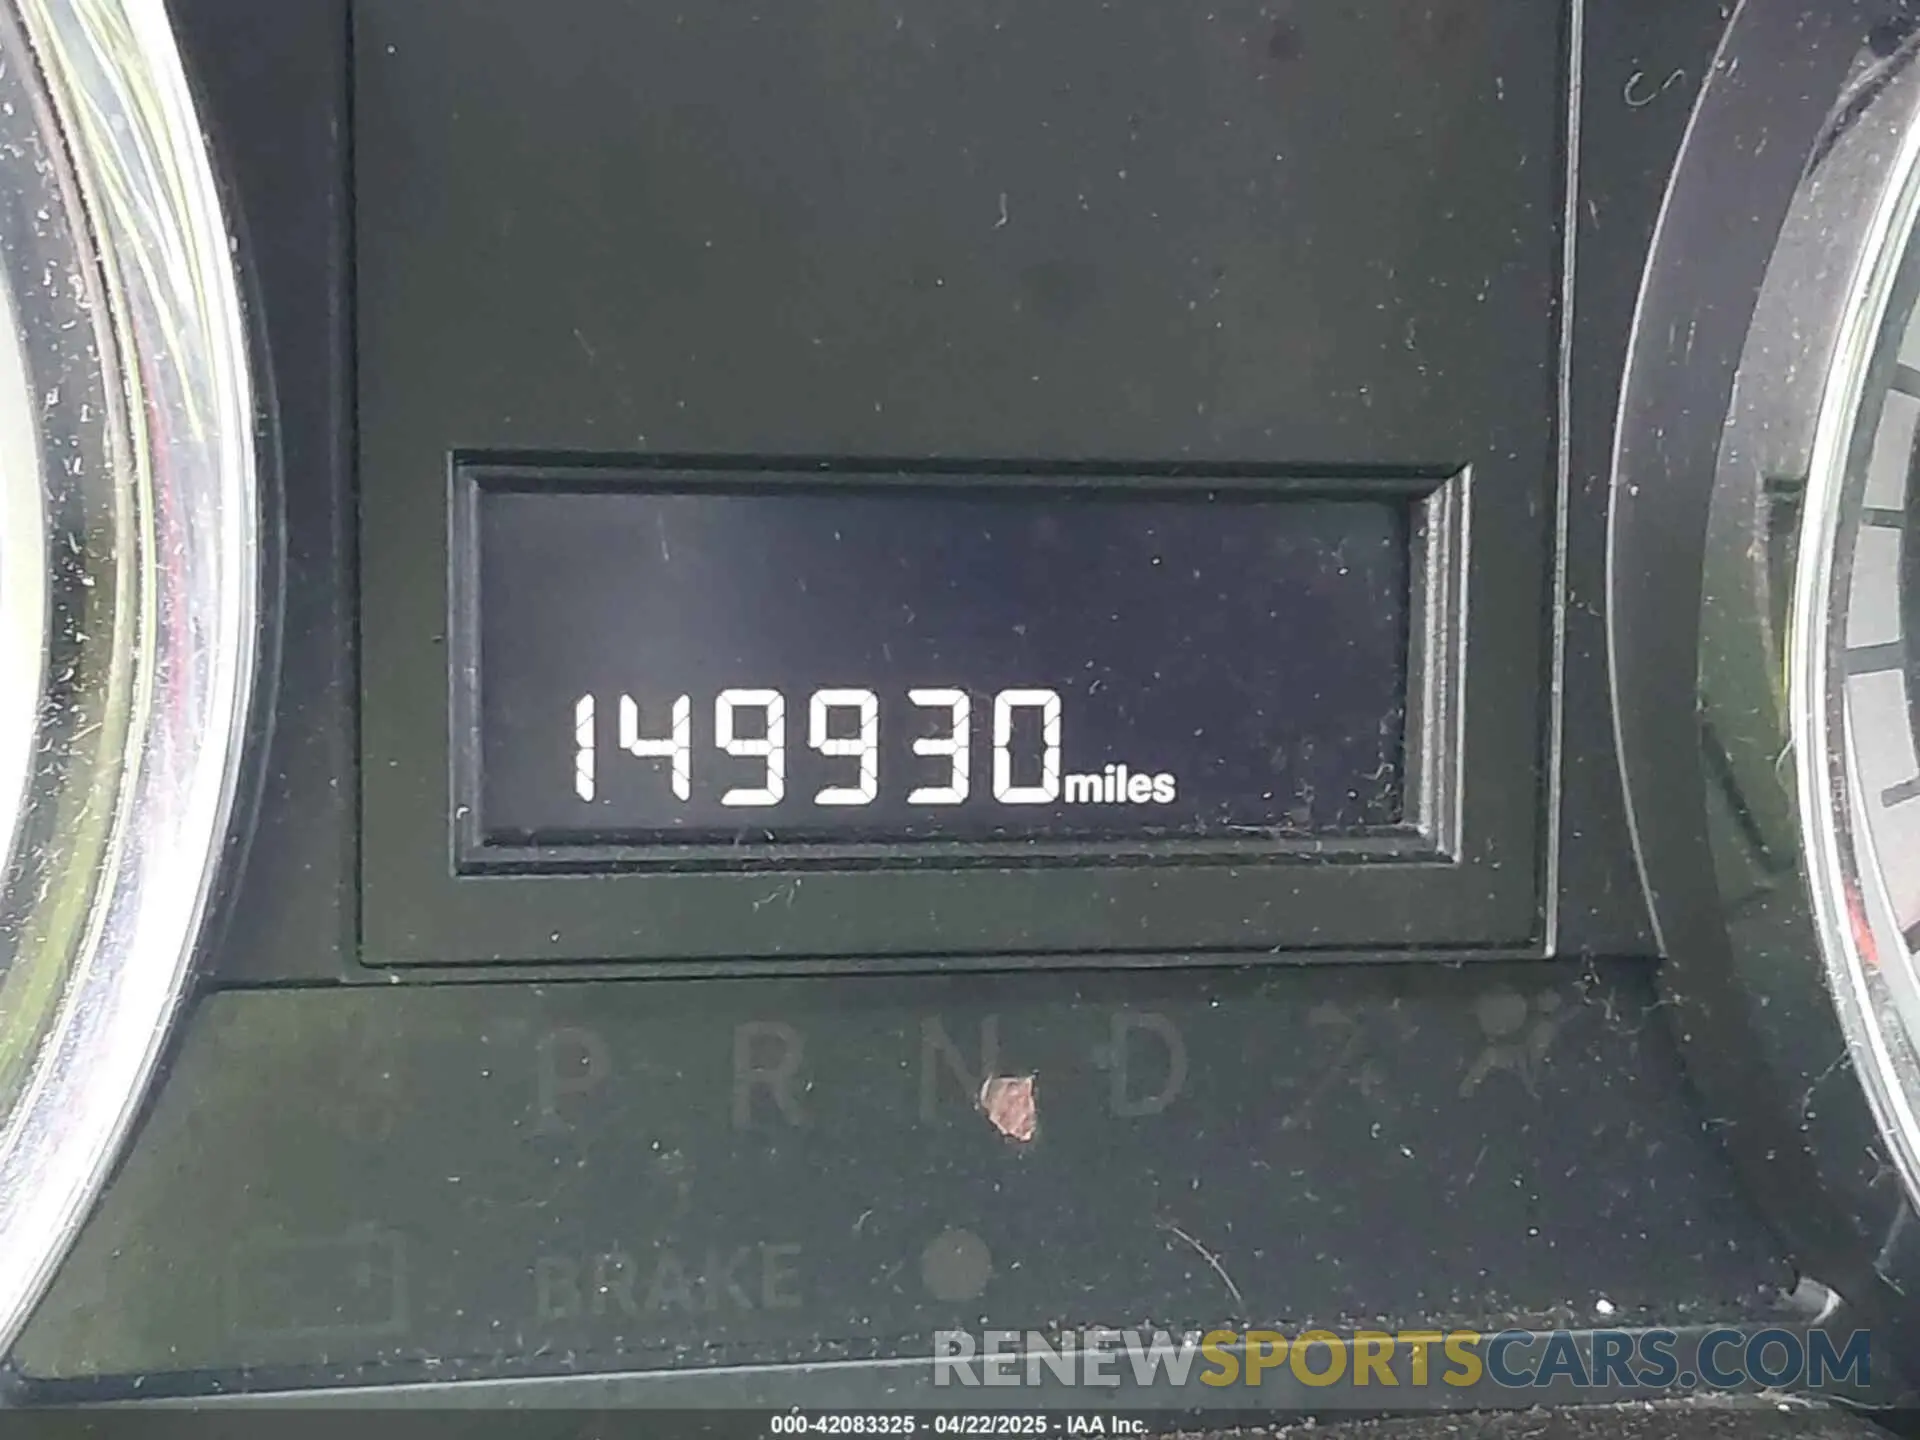 149930miles
P R N D
BRAKE
RENEWSPORTSCARS.COM
000-42083325 - 04/22/2025 - IAA Inc.